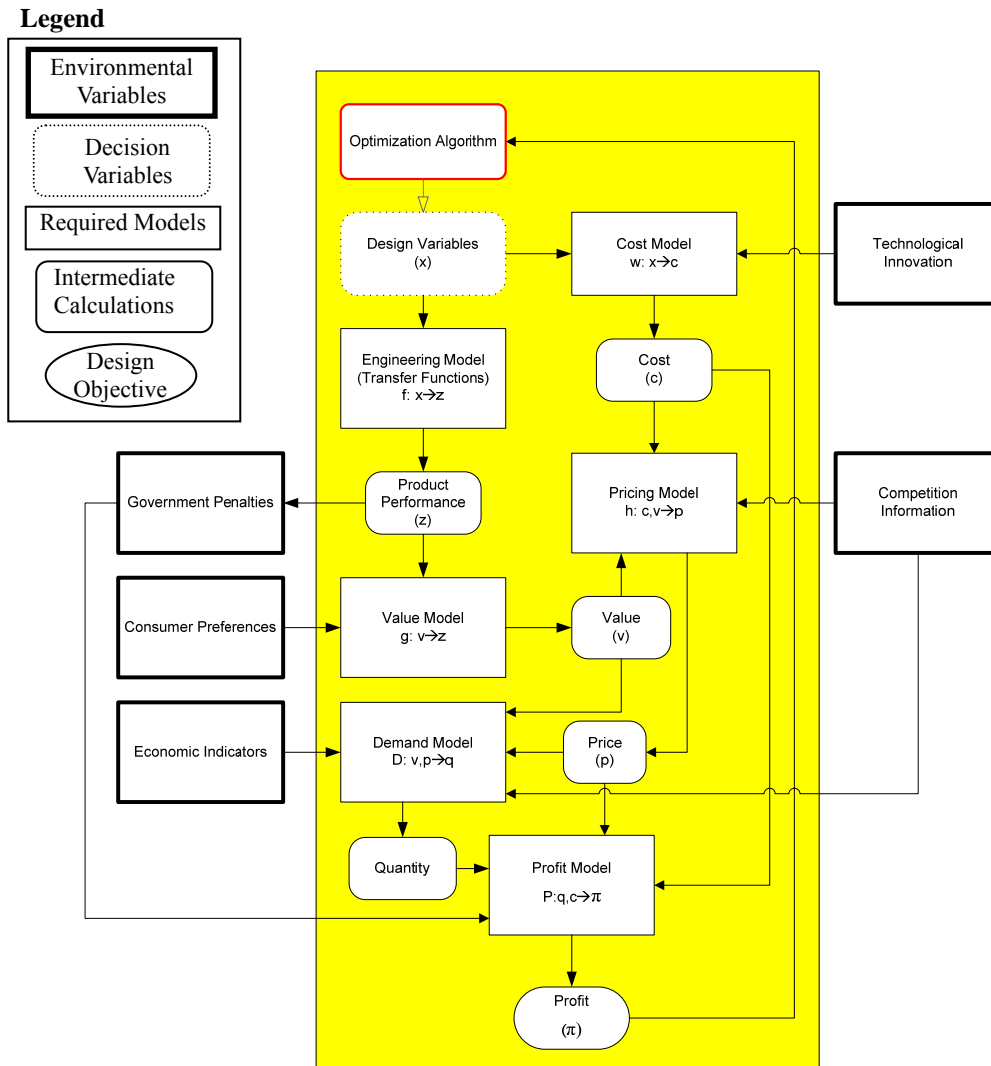 Legend
Environmental
Variables
Decision
Variables
Required Models
Intermediate
Calculations
Design
Objective
Optimization Algorithm
Design Variables
(x)
Cost Model
w: x→c
Technological
Innovation
Engineering Model
(Transfer Functions)
f: x→z
Cost
(c)
Government Penalties
Product
Performance
(z)
Pricing Model
h: c,v→p
Competition
Information
Consumer Preferences
Value Model
g: v→z
Value
(v)
Economic Indicators
Demand Model
D: v,p→q
Price
(p)
Quantity
Profit Model
P:q,c→π
Profit
(π)